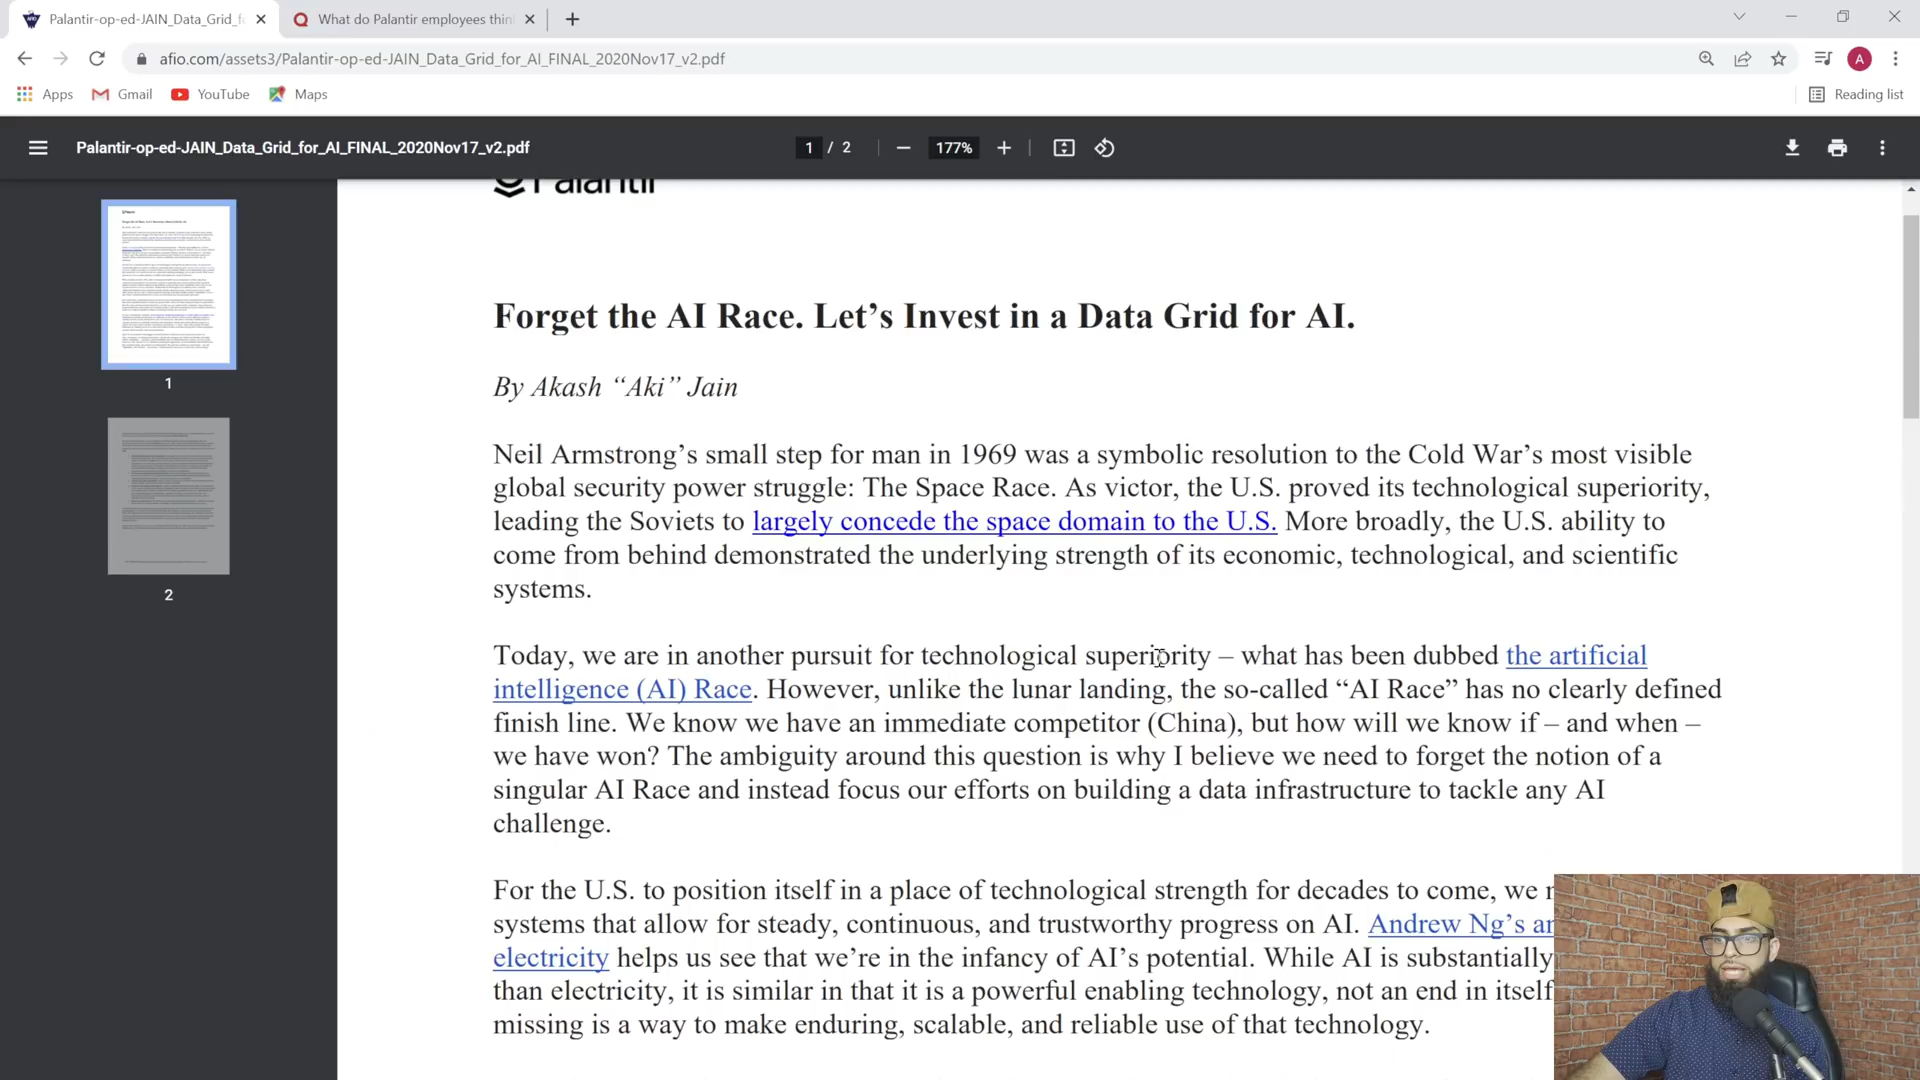 Palantir-op-ed-JAIN_Data_Grid_fo
What do Palantir employees thin
afio.com/assets3/Palantir-op-ed-JAIN_Data_Grid_for_AI_FINAL_2020Nov17_v2.pdf
A
Apps
Gmail
YouTube
Maps
Reading list
Palantir-op-ed-JAIN_Data_Grid_for_AI_FINAL_2020Nov17_v2.pdf
1 / 2
177%
1
2
Palantir
Forget the AI Race. Let’s Invest in a Data Grid for AI.
By Akash “Aki” Jain
Neil Armstrong’s small step for man in 1969 was a symbolic resolution to the Cold War’s most visible
global security power struggle: The Space Race. As victor, the U.S. proved its technological superiority,
leading the Soviets to largely concede the space domain to the U.S. More broadly, the U.S. ability to
come from behind demonstrated the underlying strength of its economic, technological, and scientific
systems.
Today, we are in another pursuit for technological superiority – what has been dubbed the artificial
intelligence (AI) Race. However, unlike the lunar landing, the so-called “AI Race” has no clearly defined
finish line. We know we have an immediate competitor (China), but how will we know if – and when –
we have won? The ambiguity around this question is why I believe we need to forget the notion of a
singular AI Race and instead focus our efforts on building a data infrastructure to tackle any AI
challenge.
For the U.S. to position itself in a place of technological strength for decades to come, we
systems that allow for steady, continuous, and trustworthy progress on AI. Andrew Ng’s
electricity helps us see that we’re in the infancy of AI’s potential. While AI is substantially
than electricity, it is similar in that it is a powerful enabling technology, not an end in itself
missing is a way to make enduring, scalable, and reliable use of that technology.